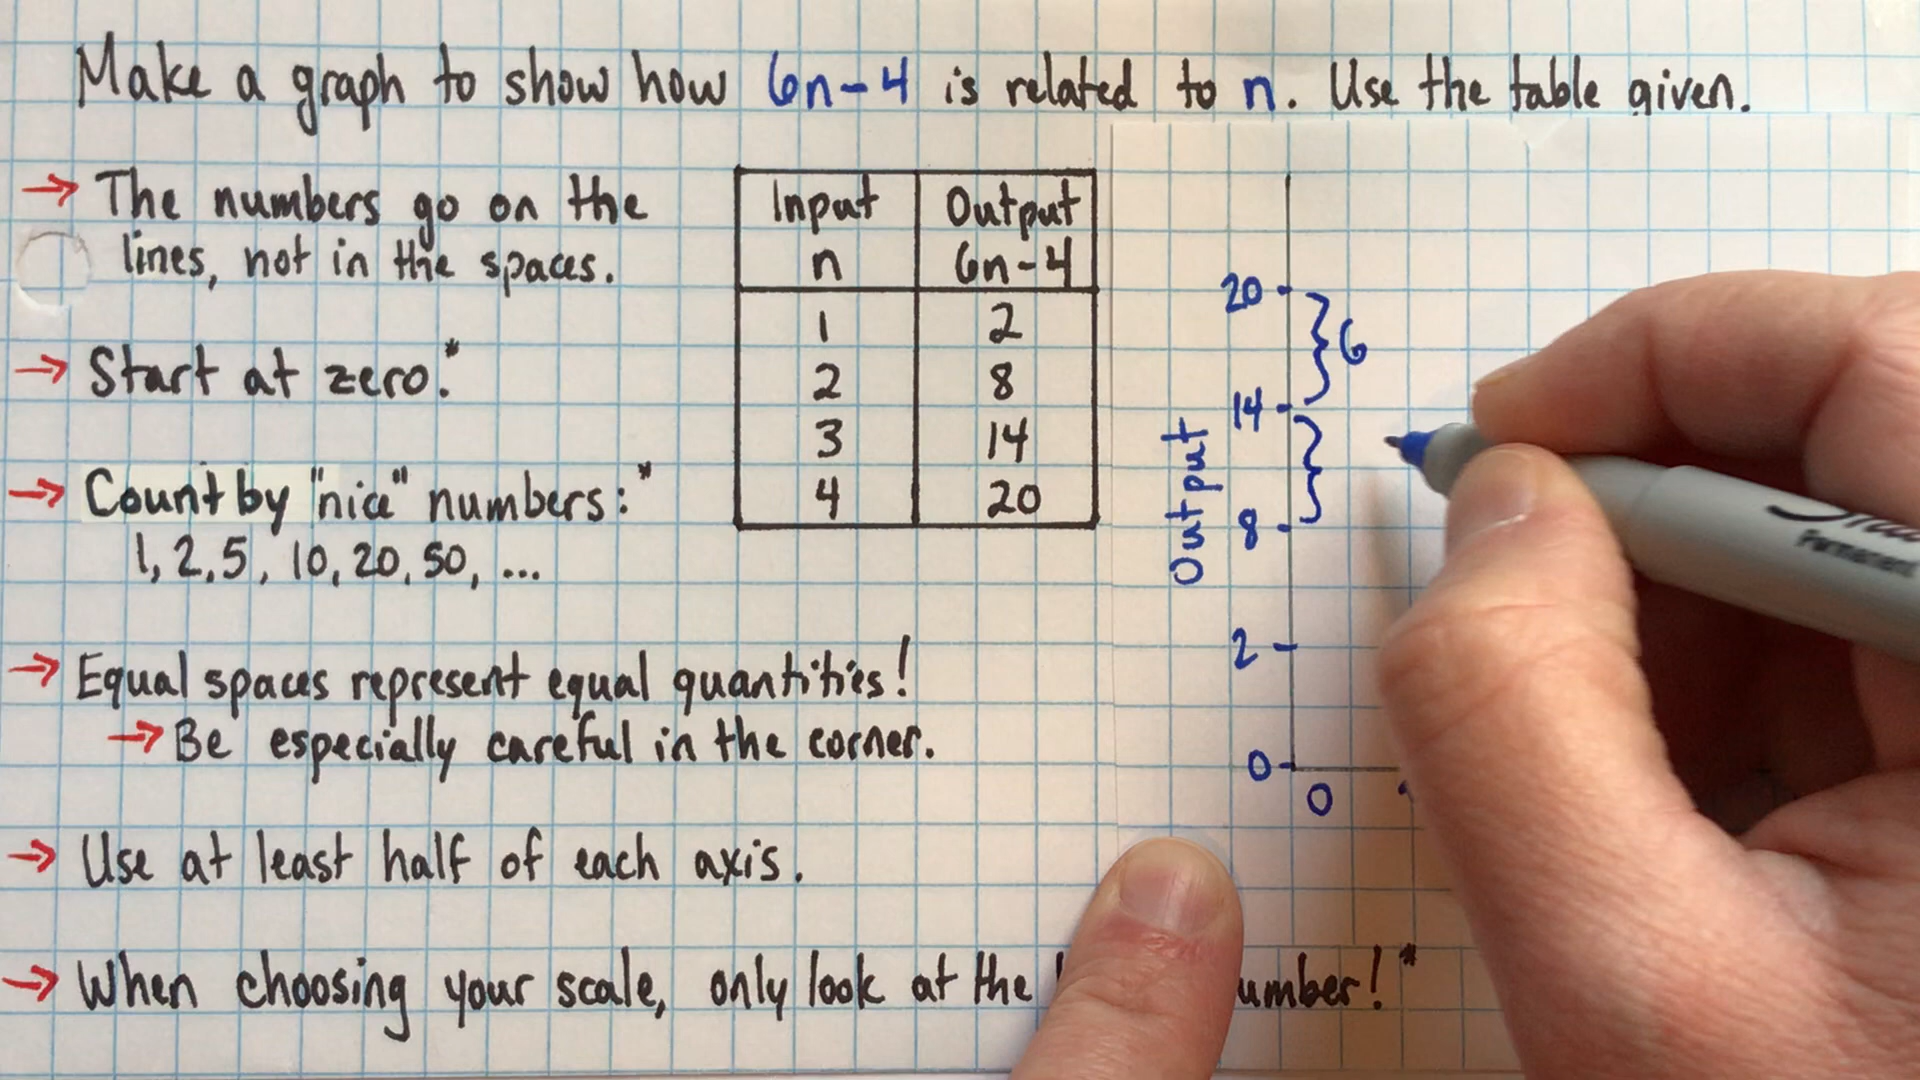 Make a graph to show how 6n-4 is related to n. Use the table given.
→ The numbers go on the
lines, not in the spaces.
→ Start at zero.*
→ Count by "nice" numbers:*
1, 2, 5, 10, 20, 50, ...
→ Equal spaces represent equal quantities!
→ Be especially careful in the corner.
→ Use at least half of each axis.
→ When choosing your scale, only look at the
umber!*
Input Output
n 6n-4
1 2
2 8
3 14
4 20
Output
20
6
14
8
2
0
0
Permanent